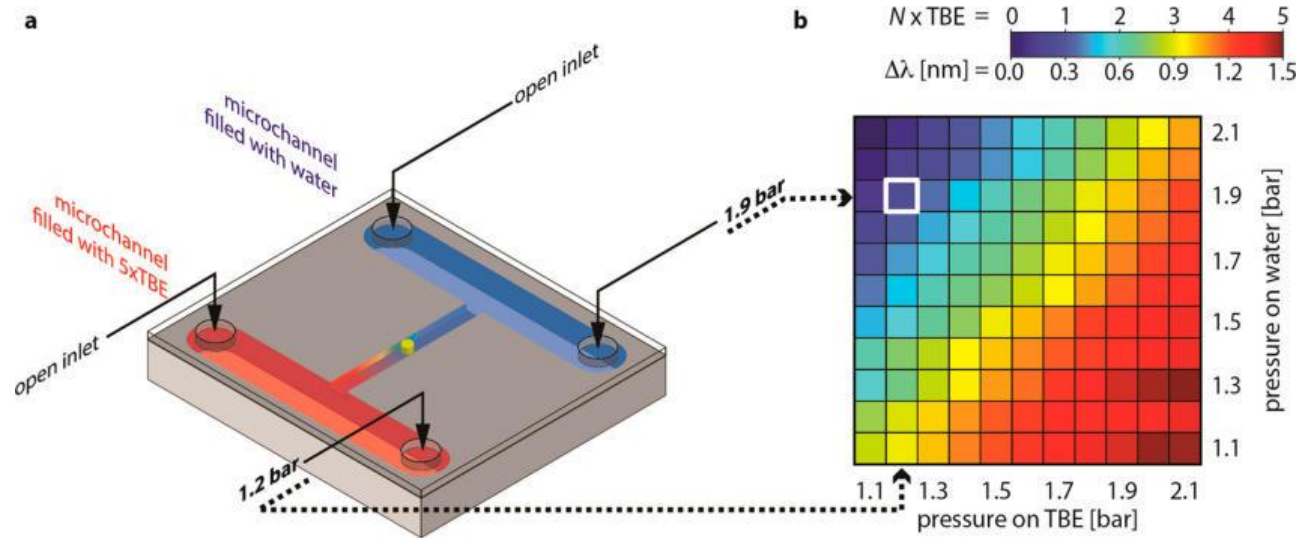 a
b
N x TBE = 0 1 2 3 4 5
Δλ [nm] = 0.0 0.3 0.6 0.9 1.2 1.5
open inlet
microchannel
filled with water
microchannel
filled with 5xTBE
open inlet
1.9 bar
1.2 bar
2.1
1.9
1.7
1.5
1.3
1.1
pressure on water [bar]
1.1 1.3 1.5 1.7 1.9 2.1
pressure on TBE [bar]